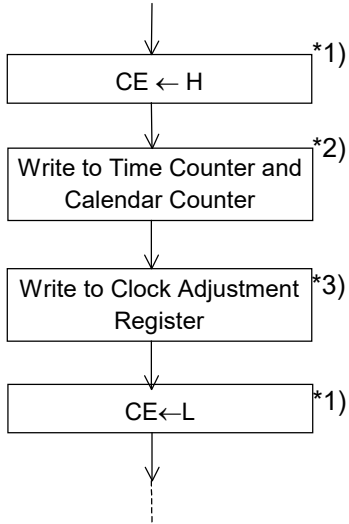 *1)
CE ← H
*2)
Write to Time Counter and
Calendar Counter
*3)
Write to Clock Adjustment
Register
*1)
CE←L